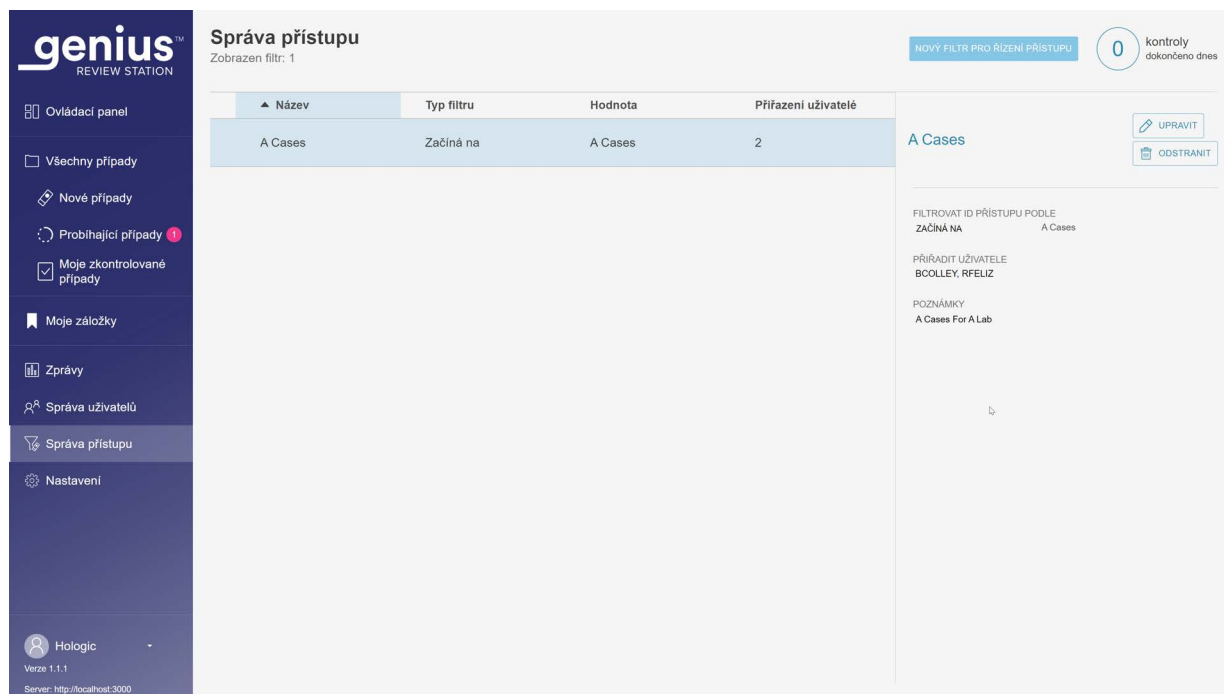 genius™
REVIEW STATION
Ovládací panel
Všechny případy
Nové případy
Probíhající případy 1
Moje zkontrolované
případy
Moje záložky
Zprávy
Správa uživatelů
Správa přístupu
Nastavení
Hologic
Verze 1.1.1
Server: http://localhost:3000
Správa přístupu
Zobrazen filtr: 1
NOVÝ FILTR PRO ŘÍZENÍ PŘÍSTUPU
0
kontroly
dokončeno dnes
Název Typ filtru Hodnota Přiřazení uživatelé
A Cases Začíná na A Cases 2
A Cases
UPRAVIT
ODSTRANIT
FILTROVAT ID PŘÍSTUPU PODLE
ZAČÍNÁ NA A Cases
PŘIŘADIT UŽIVATELE
BCOLLEY, RFELIZ
POZNÁMKY
A Cases For A Lab